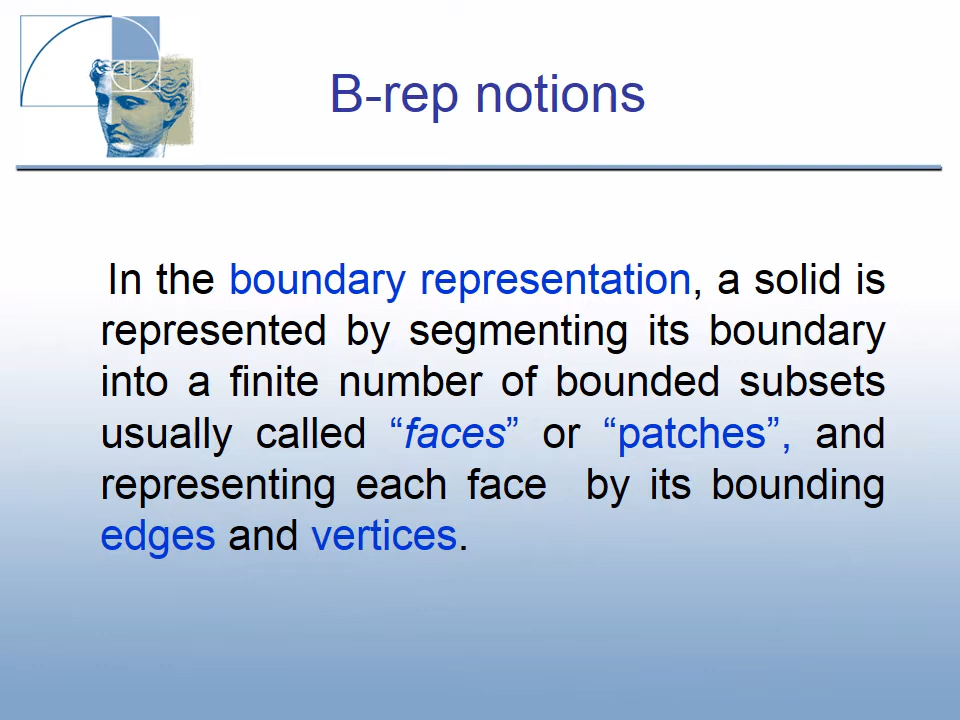 B-rep notions
In the boundary representation, a solid is
represented by segmenting its boundary
into a finite number of bounded subsets
usually called “faces” or “patches”, and
representing each face  by its bounding
edges and vertices.